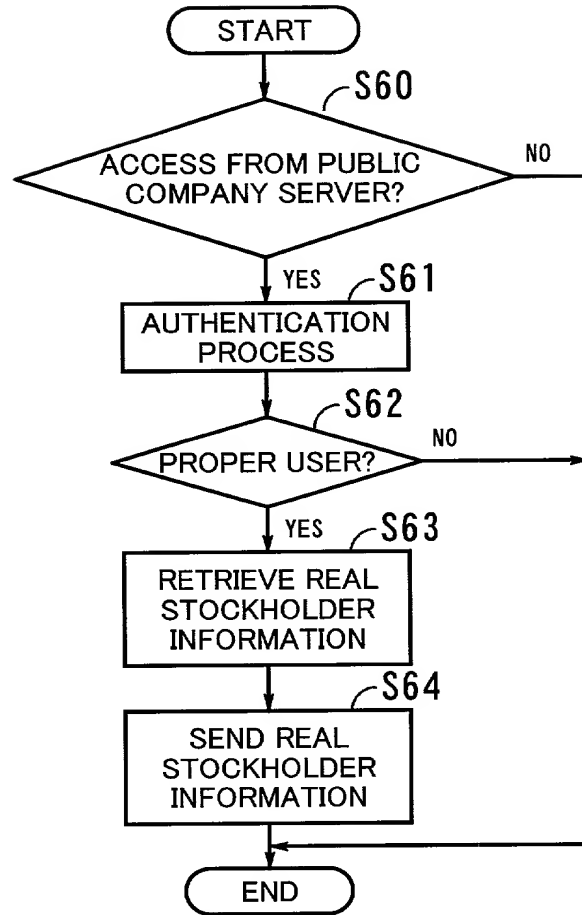 START
S60
ACCESS FROM PUBLIC
COMPANY SERVER?
NO
YES
S61
AUTHENTICATION
PROCESS
S62
PROPER USER?
NO
YES
S63
RETRIEVE REAL
STOCKHOLDER
INFORMATION
S64
SEND REAL
STOCKHOLDER
INFORMATION
END